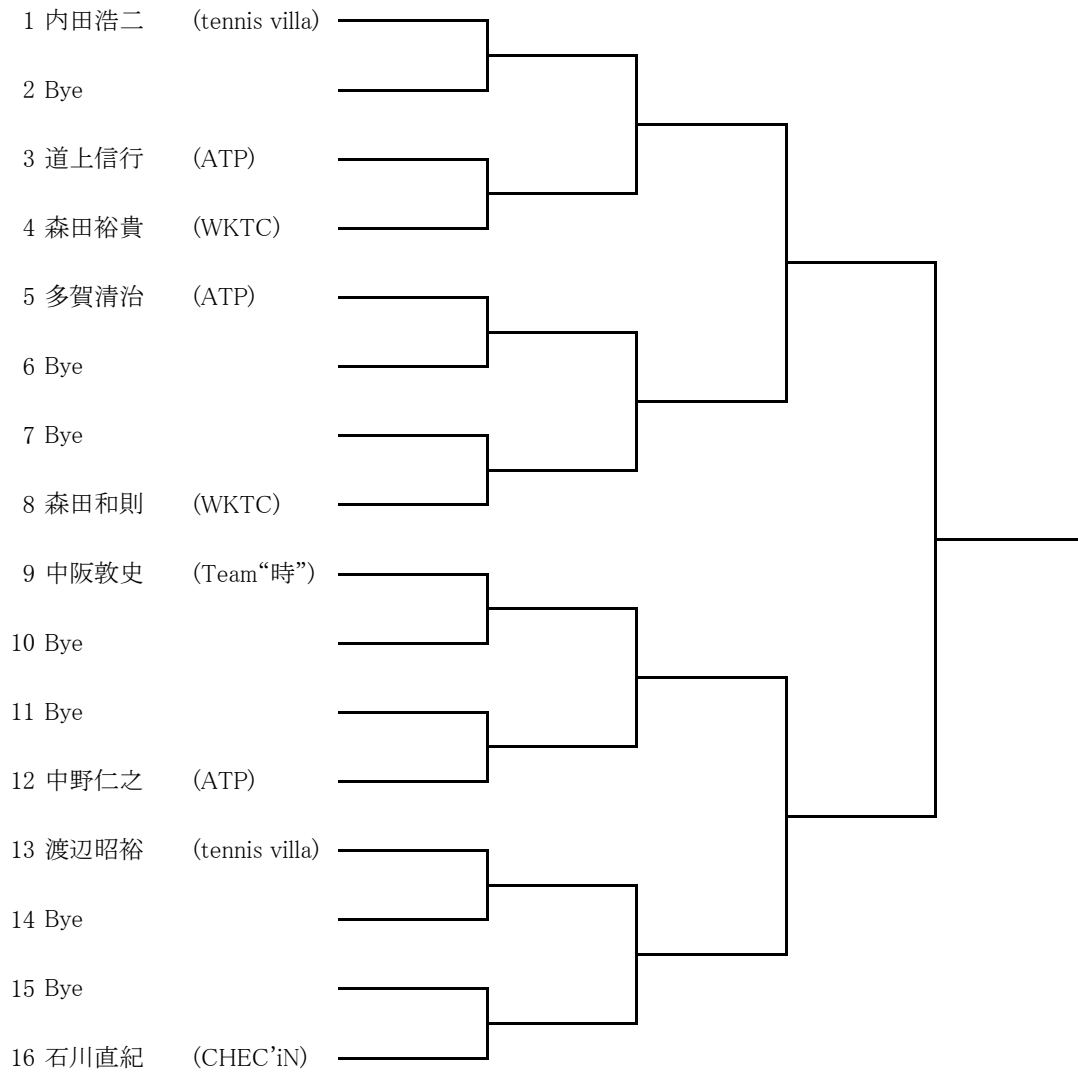 1 内田浩二 (tennis villa)
2 Bye
3 道上信行 (ATP)
4 森田裕貴 (WKTC)
5 多賀清治 (ATP)
6 Bye
7 Bye
8 森田和則 (WKTC)
9 中阪敦史 (Team“時”)
10 Bye
11 Bye
12 中野仁之 (ATP)
13 渡辺昭裕 (tennis villa)
14 Bye
15 Bye
16 石川直紀 (CHEC’iN)